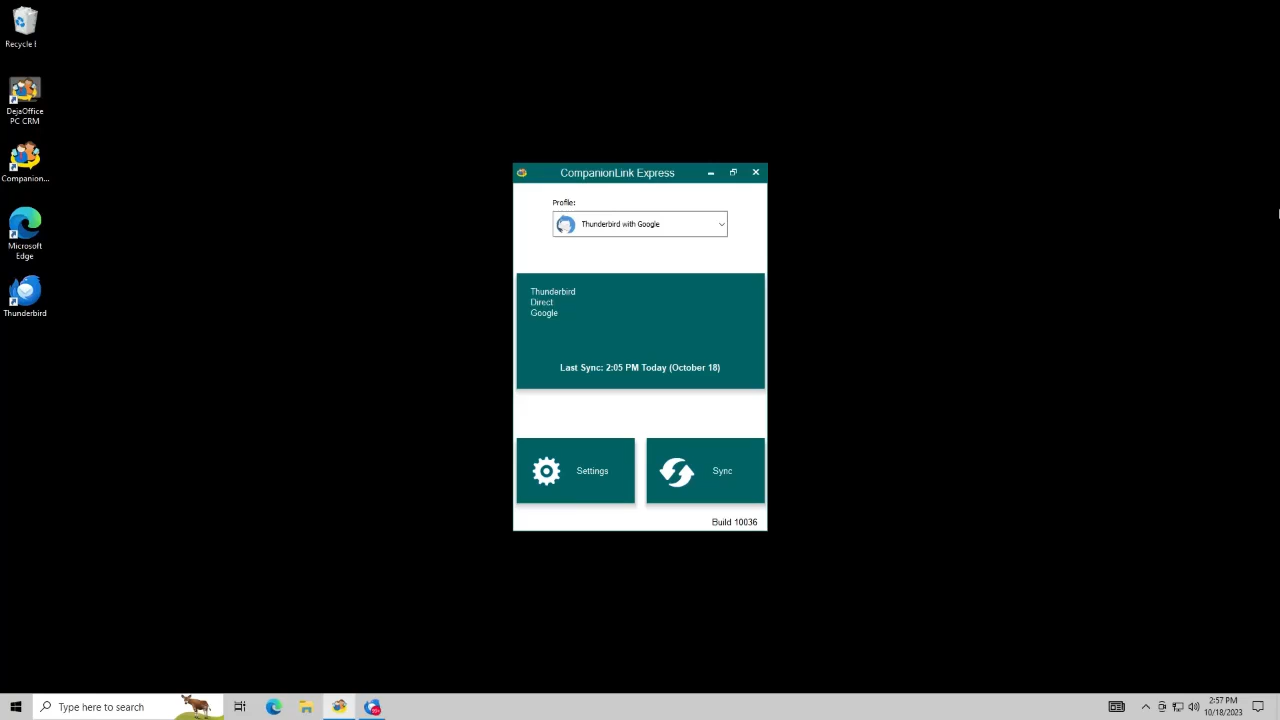 Recycle B
DejaOffice
PC CRM
Companion...
Microsoft
Edge
Thunderbird
CompanionLink Express
Profile:
Thunderbird with Google
Thunderbird
Direct
Google
Last Sync: 2:05 PM Today (October 18)
Settings
Sync
Build 10036
Type here to search
2:57 PM
10/18/2023